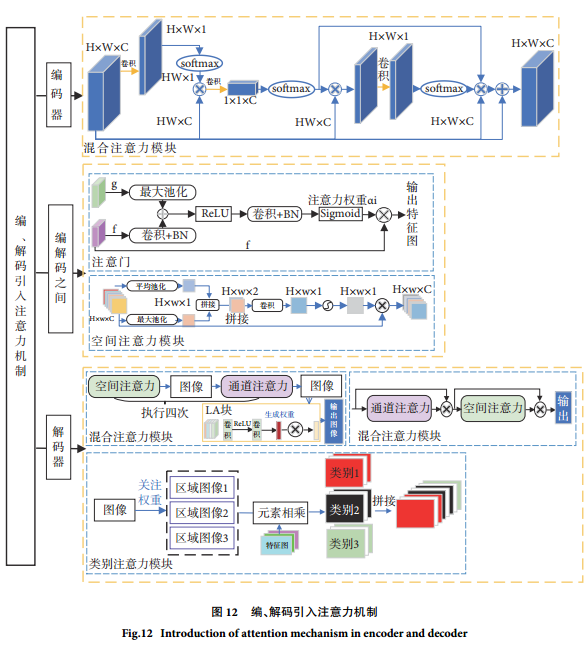 编、解码引入注意力机制
编码器
H×W×C
H×W×1
卷积
softmax
HW×1
卷积
1×1×C
softmax
HW×C
HW×C
卷积
softmax
H×W×C
H×W×C
混合注意力模块
编解码之间
g
最大池化
f
卷积+BN
ReLU
卷积+BN
注意力权重αi
Sigmoid
输出特征图
f
注意门
H×w×C
平均池化
最大池化
H×w×1
拼接
H×w×2
拼接
卷积
H×w×1
H×w×1
H×w×C
空间注意力模块
解码器
空间注意力
图像
通道注意力
图像
执行四次
LA块
卷积
ReLU
卷积
生成权重
输出图像
混合注意力模块
通道注意力
空间注意力
输出
混合注意力模块
图像
关注权重
区域图像1
区域图像2
区域图像3
元素相乘
特征图
类别1
类别2
类别3
拼接
类别注意力模块
图 12 编、解码引入注意力机制
Fig.12 Introduction of attention mechanism in encoder and decoder